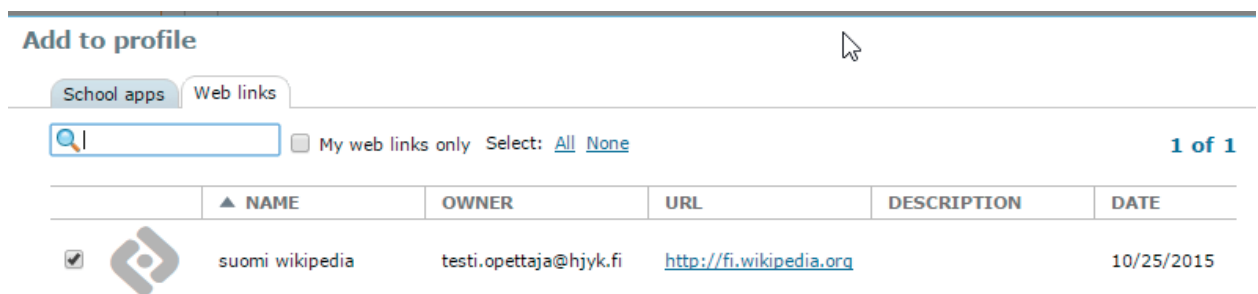 Add to profile
School apps Web links
My web links only Select: All None 1 of 1
▲ NAME OWNER URL DESCRIPTION DATE
suomi wikipedia testi.opettaja@hjyk.fi http://fi.wikipedia.org 10/25/2015